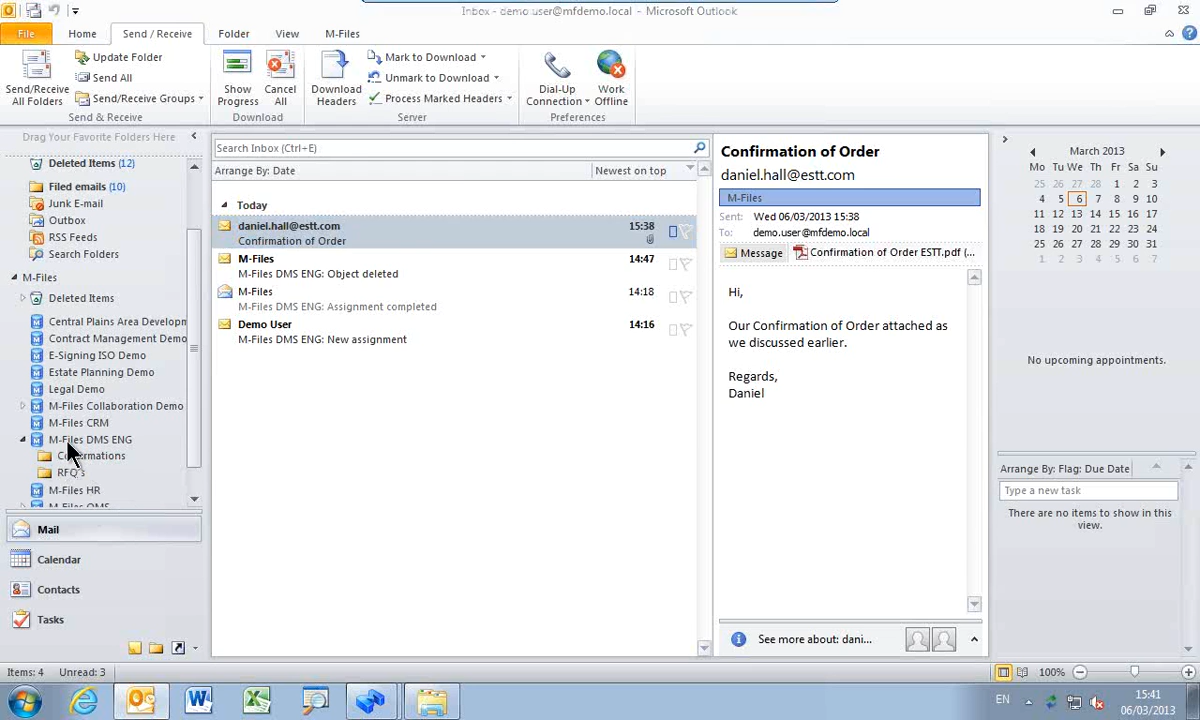 Inbox - demo.user@mfdemo.local - Microsoft Outlook
File
Home
Send / Receive
Folder
View
M-Files
Send/Receive
All Folders
Update Folder
Send All
Send/Receive Groups
Send & Receive
Show
Progress
Cancel
All
Download
Download
Headers
Mark to Download
Unmark to Download
Process Marked Headers
Server
Dial-Up
Connection
Work
Offline
Preferences
Drag Your Favorite Folders Here
Deleted Items (12)
Filed emails (10)
Junk E-mail
Outbox
RSS Feeds
Search Folders
M-Files
Deleted Items
Central Plains Area Developm
Contract Management Demo
E-Signing ISO Demo
Estate Planning Demo
Legal Demo
M-Files Collaboration Demo
M-Files CRM
M-Files DMS ENG
RFQ's
M-Files HR
Mail
Calendar
Contacts
Tasks
Search Inbox (Ctrl+E)
Arrange By: Date
Newest on top
Today
daniel.hall@estt.com 15:38
Confirmation of Order
M-Files 14:47
M-Files DMS ENG: Object deleted
M-Files 14:18
M-Files DMS ENG: Assignment completed
Demo User 14:16
M-Files DMS ENG: New assignment
Confirmation of Order
daniel.hall@estt.com
M-Files
Sent: Wed 06/03/2013 15:38
To: demo.user@mfdemo.local
Message
Confirmation of Order ESTT.pdf (...
Hi,
Our Confirmation of Order attached as
we discussed earlier.
Regards,
Daniel
See more about: dani...
March 2013
Mo Tu We Th Fr Sa Su
25 26 27 28 1 2 3
4 5 6 7 8 9 10
11 12 13 14 15 16 17
18 19 20 21 22 23 24
25 26 27 28 29 30 31
1 2 3 4 5 6 7
No upcoming appointments.
Arrange By: Flag: Due Date
Type a new task
There are no items to show in this
view.
Items: 4 Unread: 3
100%
EN
15:41
06/03/2013